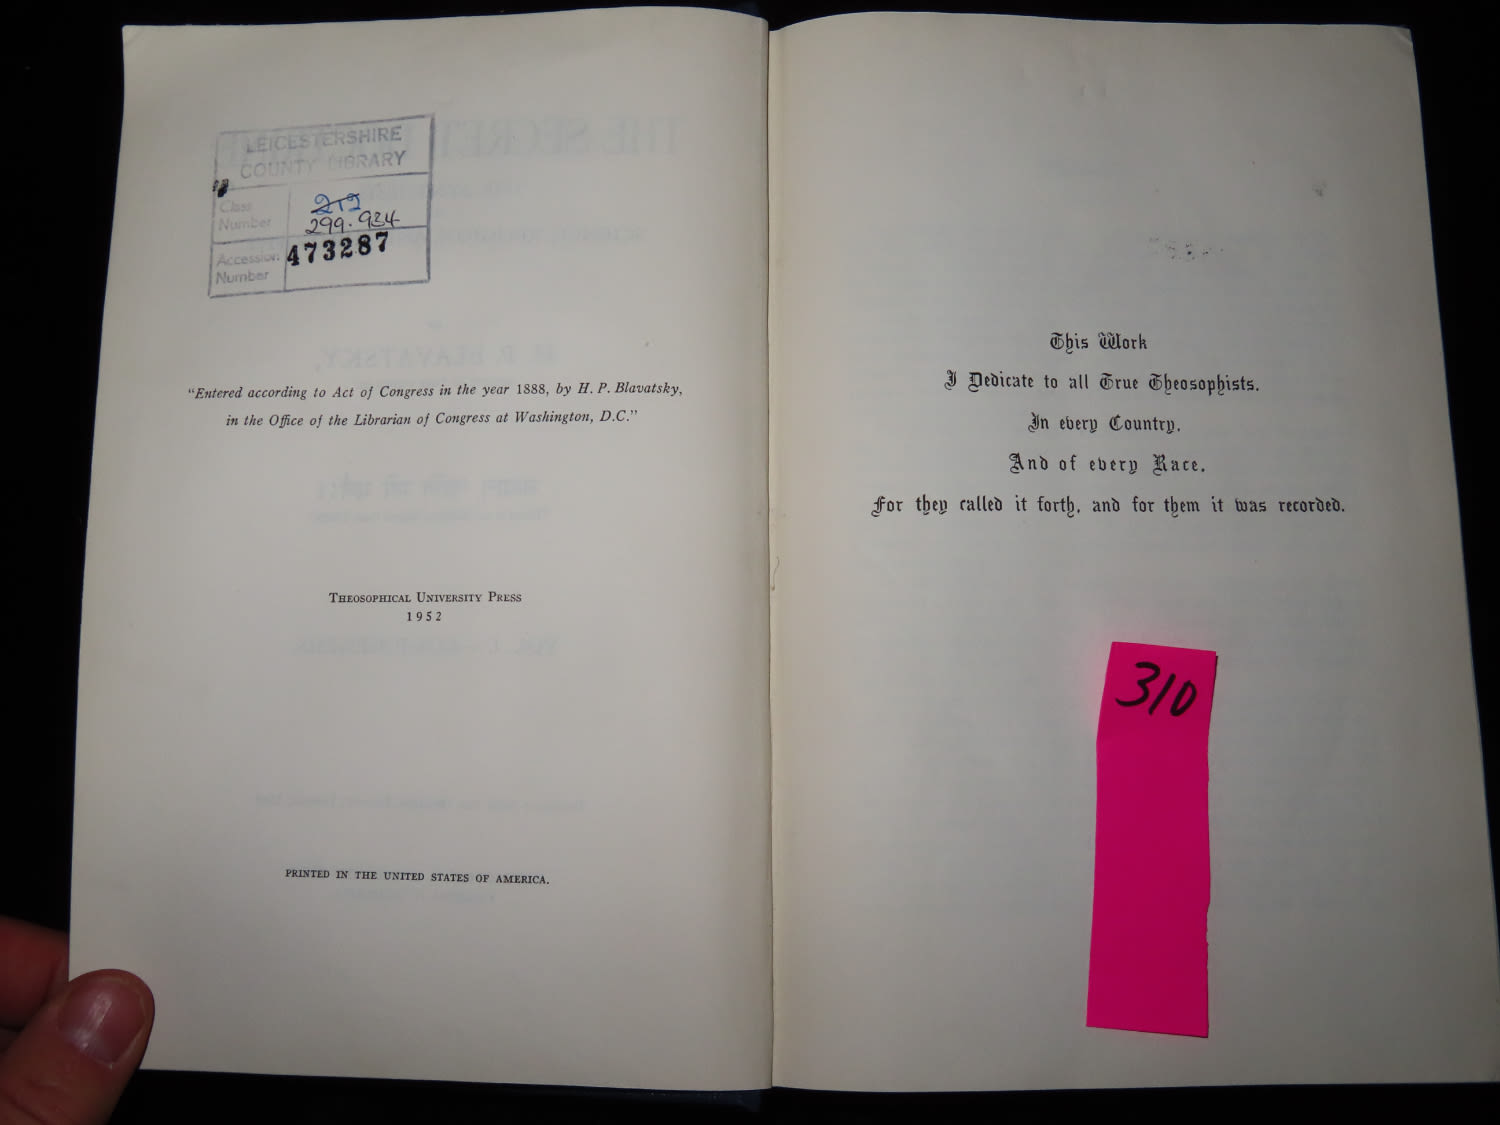 LEICESTERSHIRE
COUNTY LIBRARY
Class
Number
212
299.934
Accession
Number
473287
"Entered according to Act of Congress in the year 1888, by H. P. Blavatsky,
in the Office of the Librarian of Congress at Washington, D.C."
THEOSOPHICAL UNIVERSITY PRESS
1952
PRINTED IN THE UNITED STATES OF AMERICA.
This Work
I Dedicate to all True Theosophists,
In every Country,
And of every Race,
For they called it forth, and for them it was recorded.
310